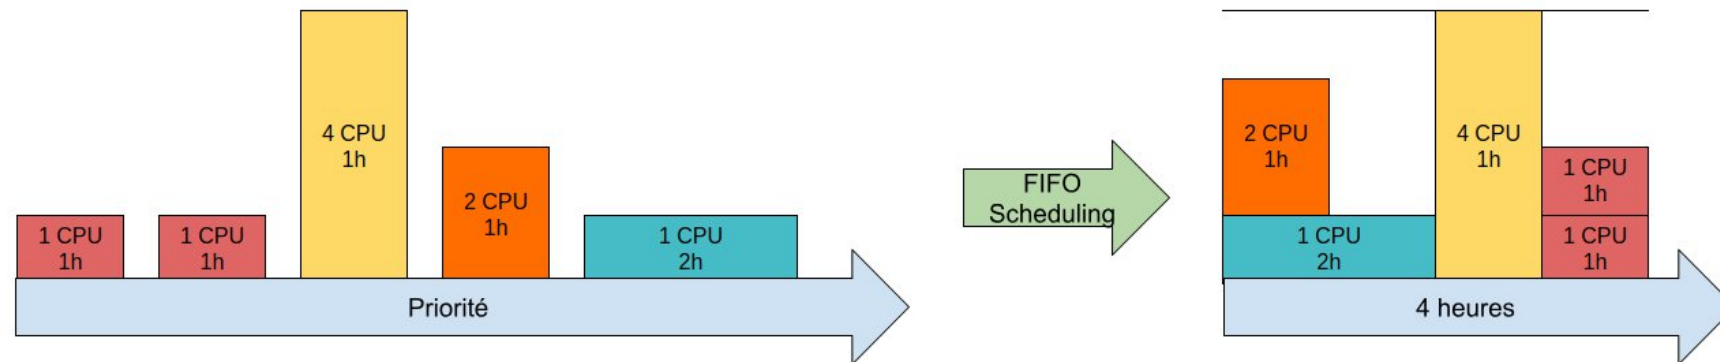 1 CPU
1h
1 CPU
1h
4 CPU
1h
2 CPU
1h
1 CPU
2h
Priorité
FIFO
Scheduling
2 CPU
1h
1 CPU
2h
4 CPU
1h
1 CPU
1h
1 CPU
1h
4 heures